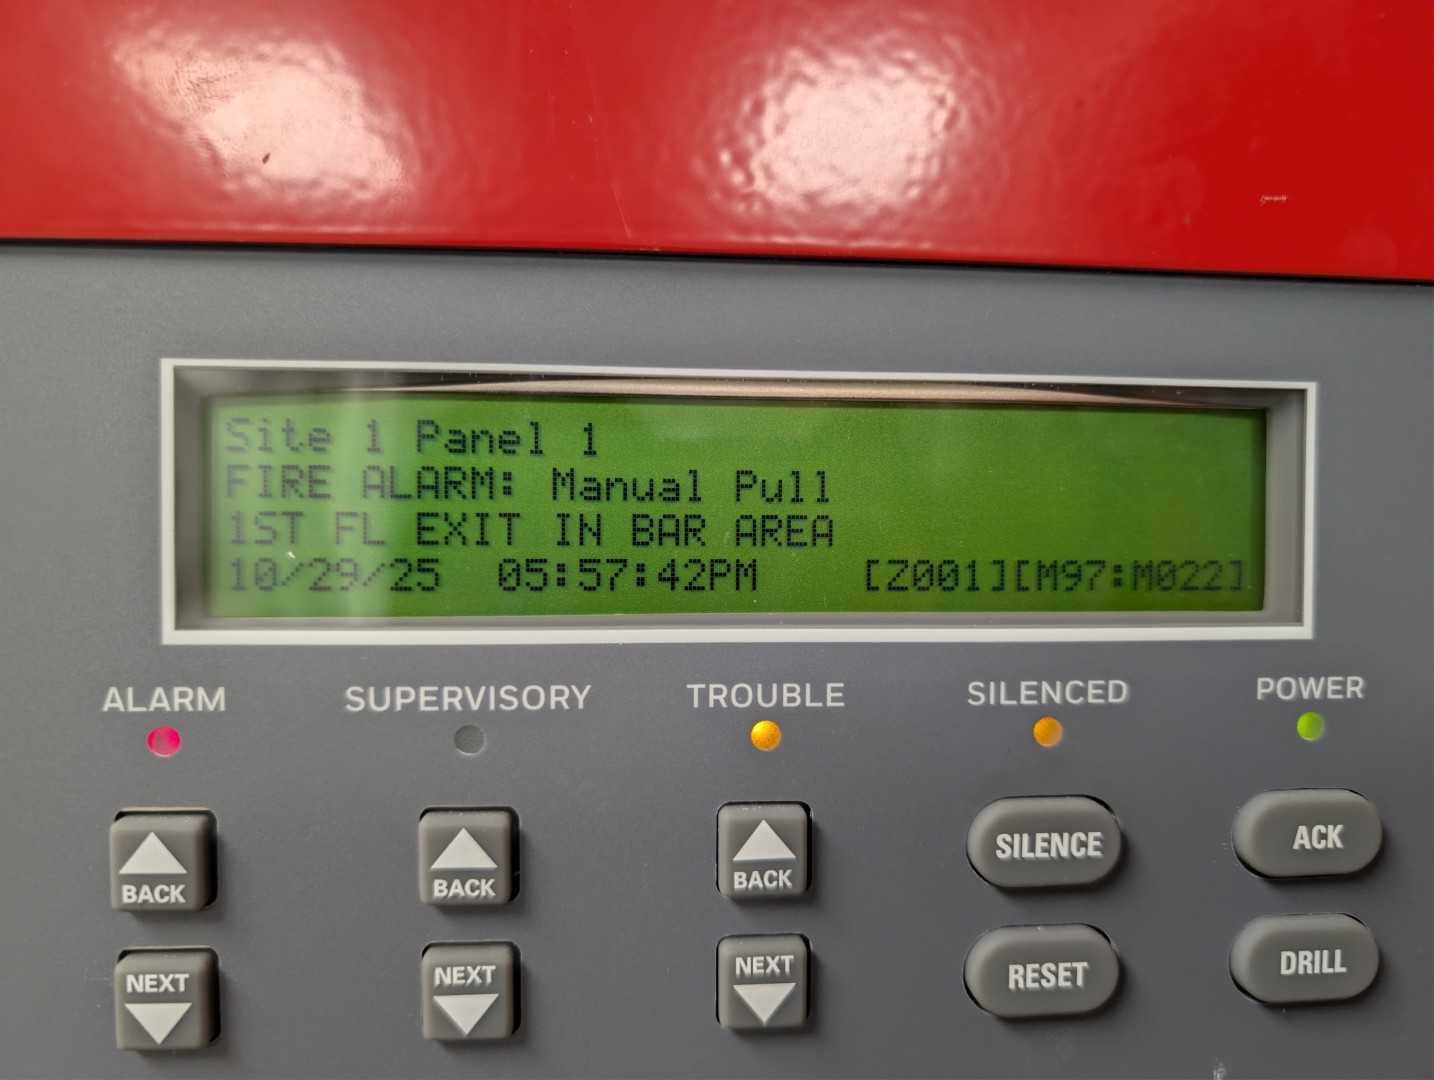 Site 1 Panel 1
FIRE ALARM: Manual Pull
1ST FL EXIT IN BAR AREA
10/29/25 05:57:42PM [Z001][M97:M022]
ALARM SUPERVISORY TROUBLE SILENCED POWER
BACK BACK BACK SILENCE ACK
NEXT NEXT NEXT RESET DRILL